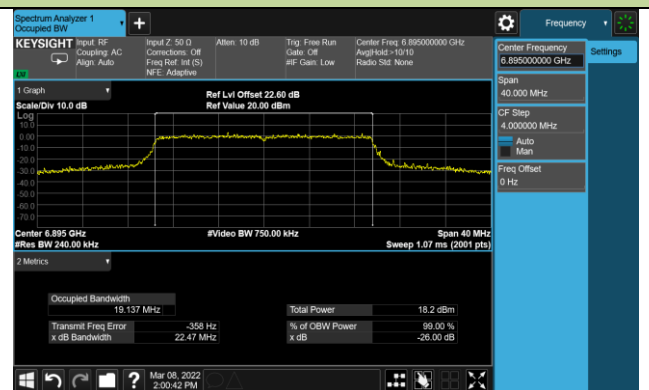 Spectrum Analyzer 1
Occupied BW
Frequency
KEYSIGHT
Input: RF
Coupling: AC
Align: Auto
Input Z: 50 Ω
Corrections: Off
Freq Ref: Int (S)
NFE: Adaptive
Atten: 10 dB
Trig: Free Run
Gate: Off
#IF Gain: Low
Center Freq: 6.895000000 GHz
Avg|Hold:>10/10
Radio Std: None
LVI
1 Graph
Scale/Div 10.0 dB
Ref Lvl Offset 22.60 dB
Ref Value 20.00 dBm
Log
10.0
0.00
-10.0
-20.0
-30.0
-40.0
-50.0
-60.0
-70.0
Center 6.895 GHz
#Res BW 240.00 kHz
#Video BW 750.00 kHz
Span 40 MHz
Sweep 1.07 ms (2001 pts)
2 Metrics
Occupied Bandwidth
19.137 MHz
Transmit Freq Error -358 Hz
x dB Bandwidth 22.47 MHz
Total Power 18.2 dBm
% of OBW Power 99.00 %
x dB -26.00 dB
Mar 08, 2022
2:00:42 PM
Center Frequency
6.895000000 GHz
Settings
Span
40.000 MHz
CF Step
4.000000 MHz
Auto
Man
Freq Offset
0 Hz